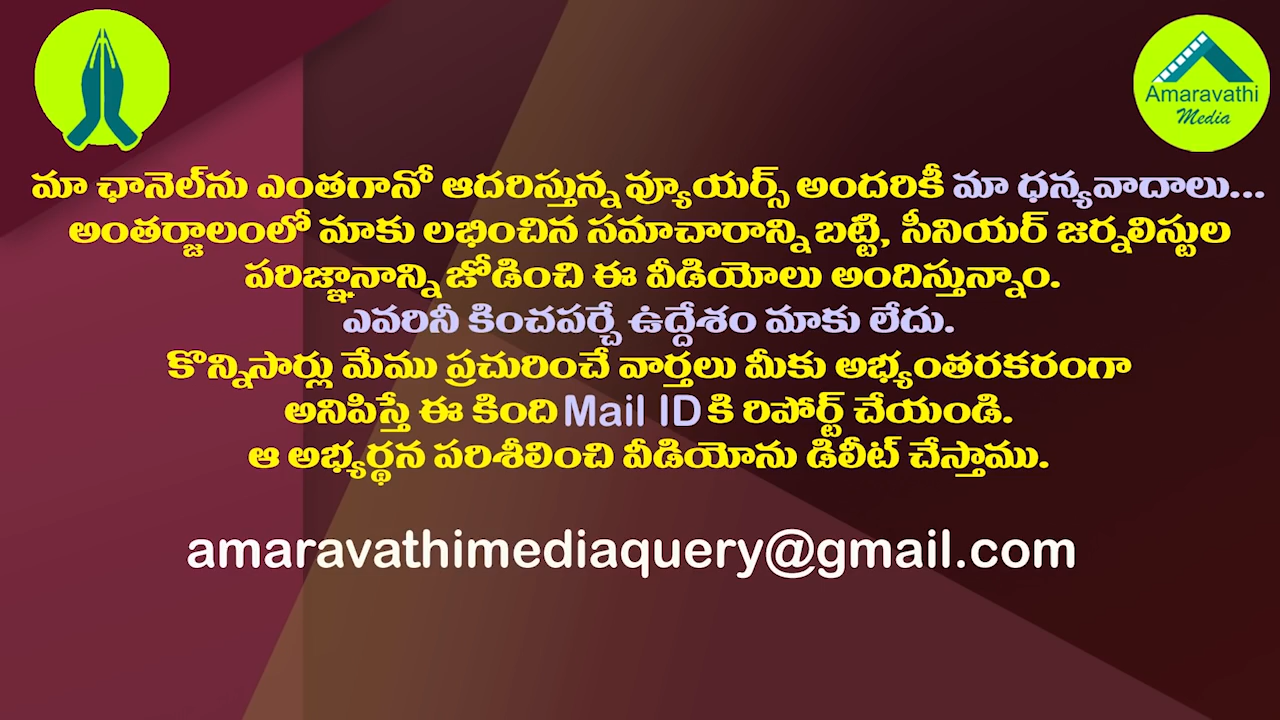 Amaravathi
Media
మా ఛానెల్‌ను ఎంతగానో ఆదరిస్తున్న వ్యూయర్స్ అందరికీ మా ధన్యవాదాలు...
అంతర్జాలంలో మాకు లభించిన సమాచారాన్ని బట్టి, సీనియర్ జర్నలిస్టుల
పరిజ్ఞానాన్ని జోడించి ఈ వీడియోలు అందిస్తున్నాం.
ఎవరినీ కించపర్చే ఉద్దేశం మాకు లేదు.
కొన్నిసార్లు మేము ప్రచురించే వార్తలు మీకు అభ్యంతరకరంగా
అనిపిస్తే ఈ కింది Mail ID కి రిపోర్ట్ చేయండి.
ఆ అభ్యర్థన పరిశీలించి వీడియోను డిలీట్ చేస్తాము.
amaravathimediaquery@gmail.com